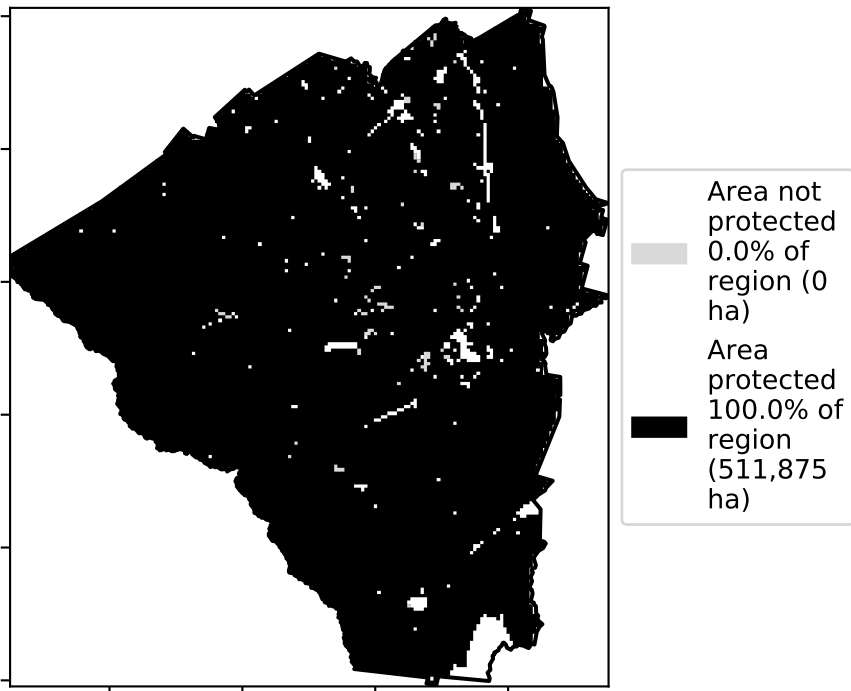 Area not
protected
0.0% of
region (0
ha)
Area
protected
100.0% of
region
(511,875
ha)